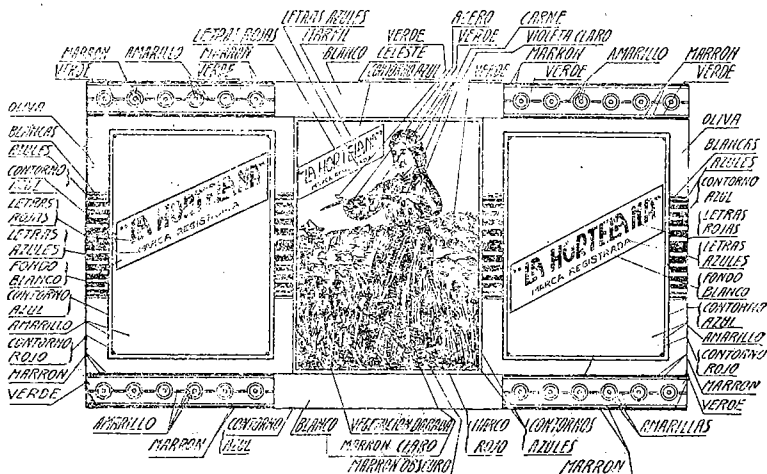 LETRAS AZULES
MARFIL
LETRAS ROJAS
BLANCO
VERDE
CELESTE
CONTORNO AZUL
ACERO
VERDE
CARNE
VIOLETA CLARO
VERDE
MARRON
VERDE
AMARILLO
MARRON
VERDE
MARRON
VERDE
AMARILLO
MARRON
VERDE
OLIVA
BLANCAS
AZULES
CONTORNO
AZUL
LETRAS
ROJAS
LETRAS
AZULES
FONDO
BLANCO
CONTORNO
AZUL
AMARILLO
CONTORNO
ROJO
MARRON
VERDE
"LA HORTELANA"
MARCA REGISTRADA
"LA HORTELANA"
"LA HORTELANA"
MARCA REGISTRADA
OLIVA
BLANCAS
AZULES
CONTORNO
AZUL
LETRAS
ROJAS
LETRAS
AZULES
FONDO
BLANCO
CONTORNO
AZUL
AMARILLO
CONTORNO
ROJO
MARRON
VERDE
AMARILLO
MARRON
CONTORNO
AZUL
BLANCO
VEGETACION
MARRON CLARO
MARRON OBSCURO
MARCO
ROJO
CONTORNOS
AZULES
AMARILLAS
MARRON